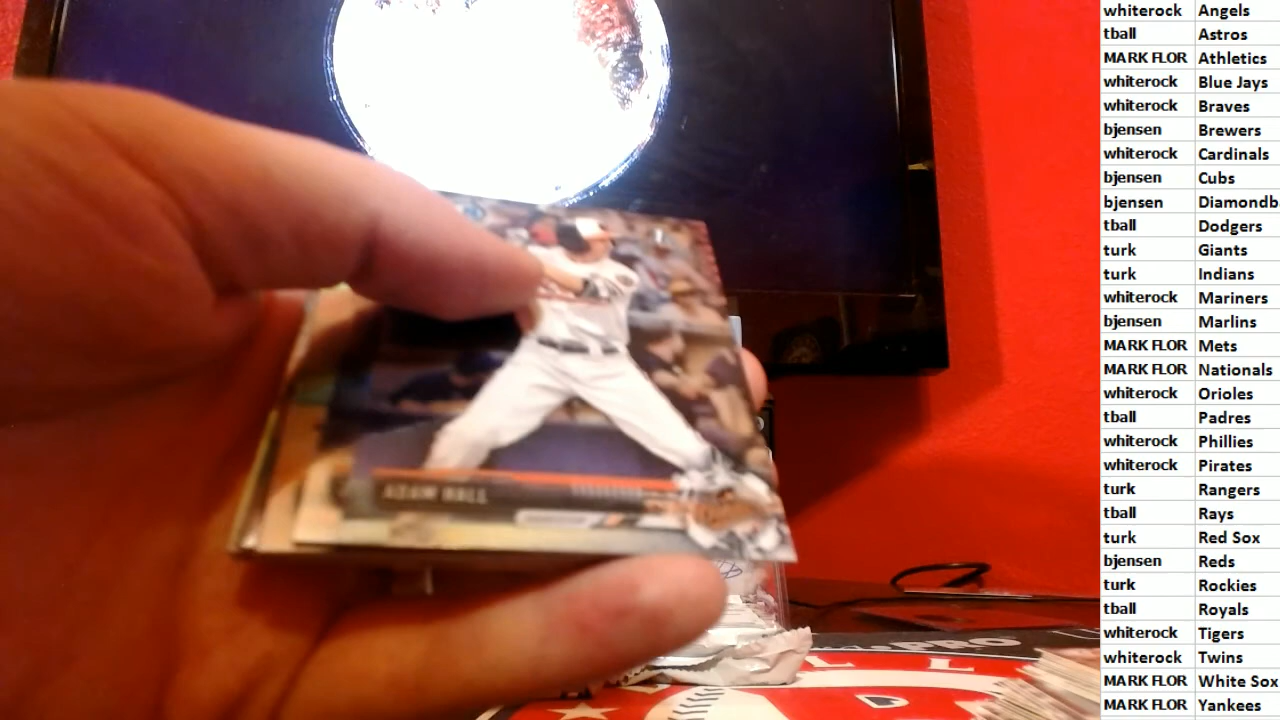 whiterock Angels
tball Astros
MARK FLOR Athletics
whiterock Blue Jays
whiterock Braves
bjensen Brewers
whiterock Cardinals
bjensen Cubs
bjensen Diamondb
tball Dodgers
turk Giants
turk Indians
whiterock Mariners
bjensen Marlins
MARK FLOR Mets
MARK FLOR Nationals
whiterock Orioles
tball Padres
whiterock Phillies
whiterock Pirates
turk Rangers
tball Rays
turk Red Sox
bjensen Reds
turk Rockies
tball Royals
whiterock Tigers
whiterock Twins
MARK FLOR White Sox
MARK FLOR Yankees
ADAM HALL
PRO
L L